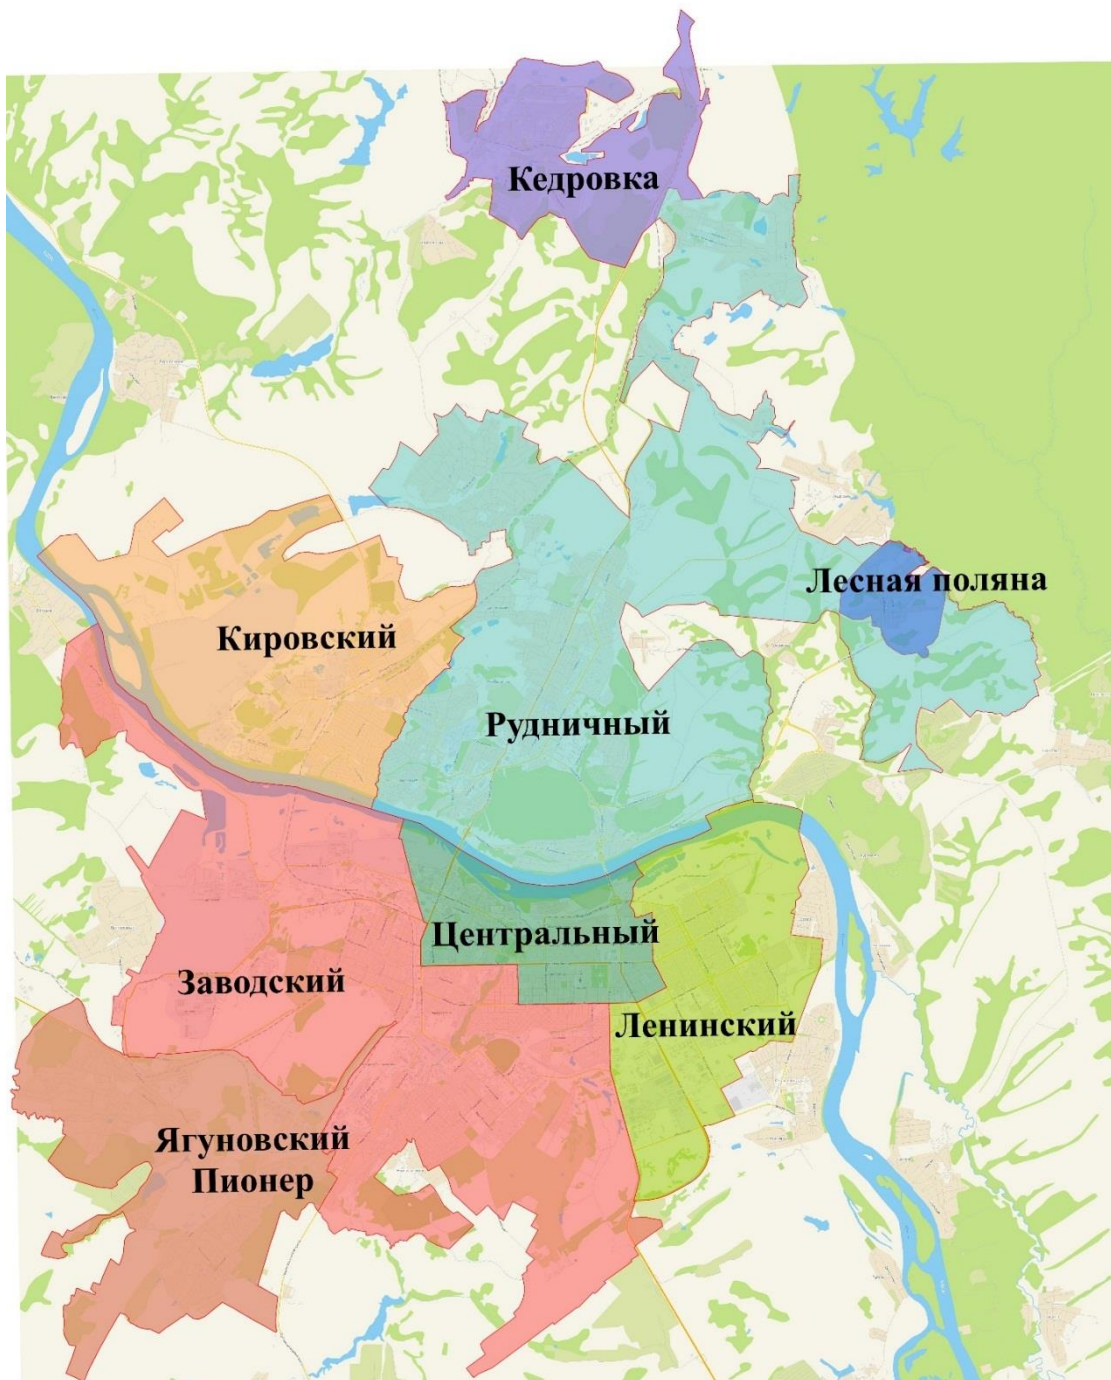 Кедровка
Лесная поляна
Кировский
Рудничный
Центральный
Заводский
Ленинский
Ягуновский
Пионер